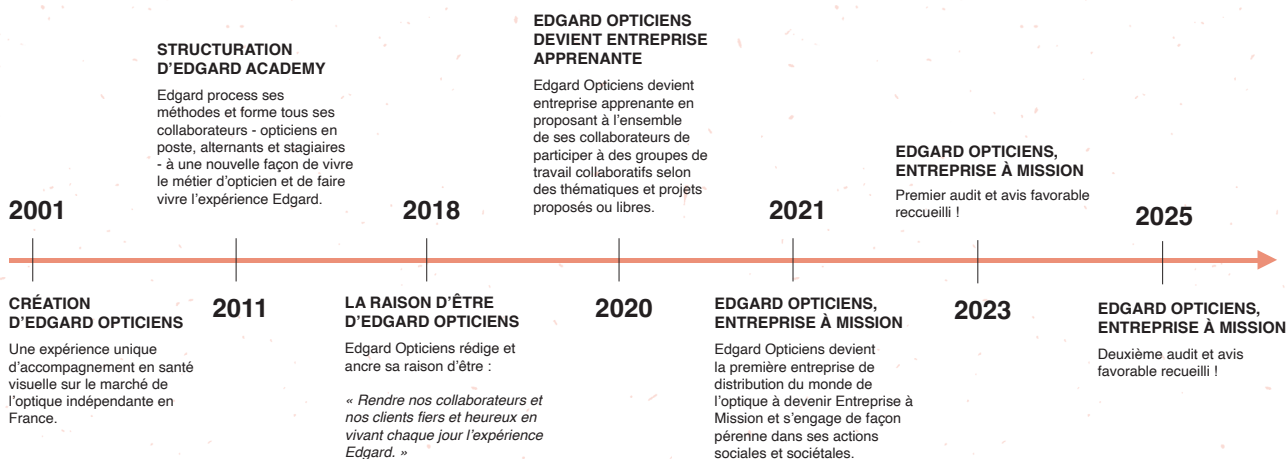 2001
CRÉATION
D'EDGARD OPTICIENS
Une expérience unique
d'accompagnement en santé
visuelle sur le marché de
l'optique indépendante en
France.
STRUCTURATION
D'EDGARD ACADEMY
Edgard process ses
méthodes et forme tous ses
collaborateurs - opticiens en
poste, alternants et stagiaires
- à une nouvelle façon de vivre
le métier d'opticien et de faire
vivre l'expérience Edgard.
2011
2018
LA RAISON D'ÊTRE
D'EDGARD OPTICIENS
Edgard Opticiens rédige et
ancre sa raison d'être :
« Rendre nos collaborateurs et
nos clients fiers et heureux en
vivant chaque jour l'expérience
Edgard. »
EDGARD OPTICIENS
DEVIENT ENTREPRISE
APPRENANTE
Edgard Opticiens devient
entreprise apprenante en
proposant à l'ensemble
de ses collaborateurs de
participer à des groupes de
travail collaboratifs selon
des thématiques et projets
proposés ou libres.
2020
2021
EDGARD OPTICIENS,
ENTREPRISE À MISSION
Edgard Opticiens devient
la première entreprise de
distribution du monde de
l'optique à devenir Entreprise à
Mission et s'engage de façon
pérenne dans ses actions
sociales et sociétales.
EDGARD OPTICIENS,
ENTREPRISE À MISSION
Premier audit et avis favorable
reccueilli !
2023
2025
EDGARD OPTICIENS,
ENTREPRISE À MISSION
Deuxième audit et avis
favorable recueilli !